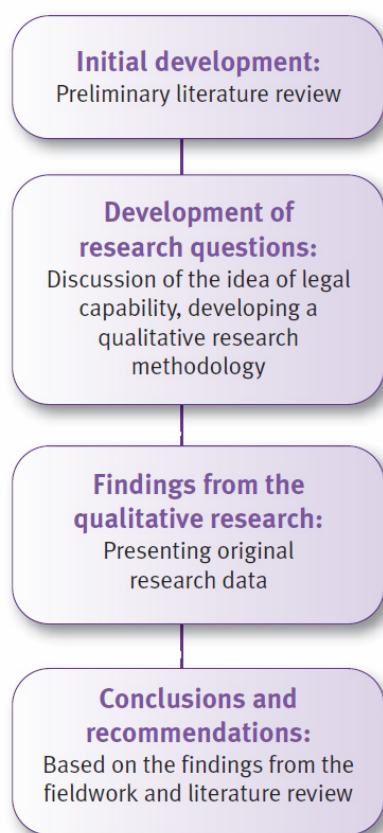 Initial development:
Preliminary literature review
Development of
research questions:
Discussion of the idea of legal
capability, developing a
qualitative research
methodology
Findings from the
qualitative research:
Presenting original
research data
Conclusions and
recommendations:
Based on the findings from the
fieldwork and literature review